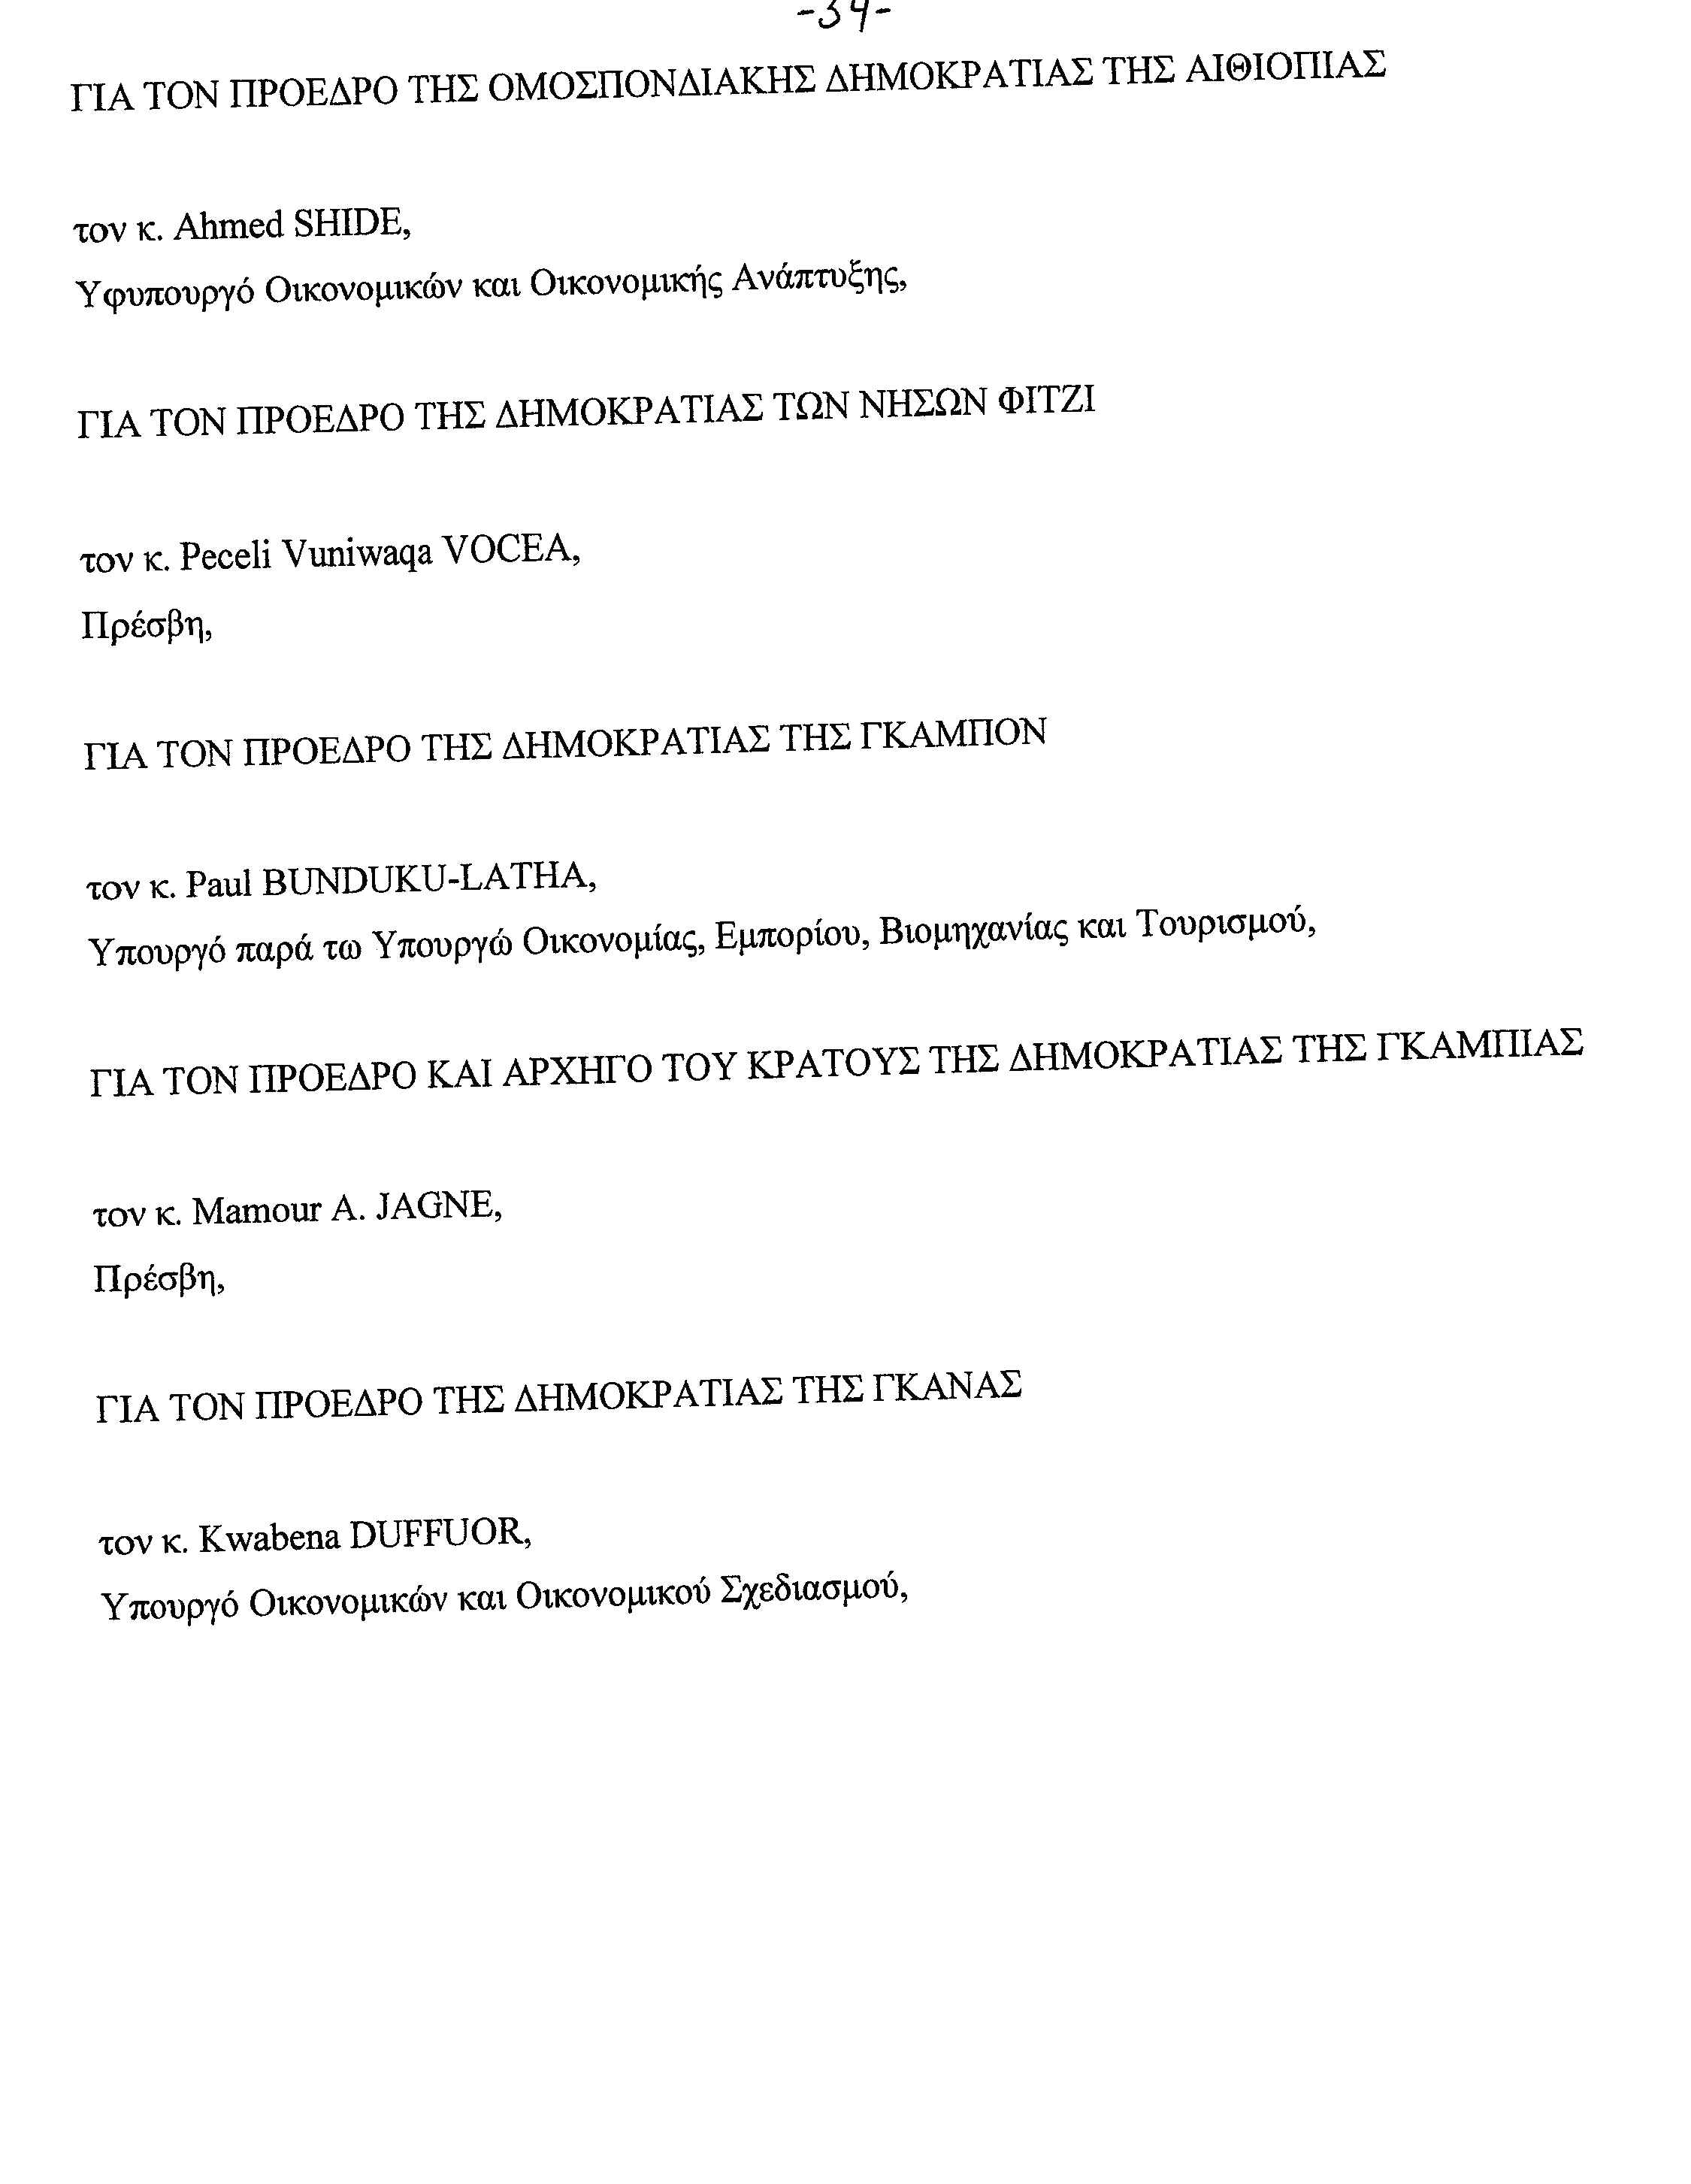 -34-
ΓΙΑ ΤΟΝ ΠΡΟΕΔΡΟ ΤΗΣ ΟΜΟΣΠΟΝΔΙΑΚΗΣ ΔΗΜΟΚΡΑΤΙΑΣ ΤΗΣ ΑΙΘΙΟΠΙΑΣ
τον κ. Ahmed SHIDE,
Υφυπουργό Οικονομικών και Οικονομικής Ανάπτυξης,
ΓΙΑ ΤΟΝ ΠΡΟΕΔΡΟ ΤΗΣ ΔΗΜΟΚΡΑΤΙΑΣ ΤΩΝ ΝΗΣΩΝ ΦΙΤΖΙ
τον κ. Peceli Vuniwaqa VOCEA,
Πρέσβη,
ΓΙΑ ΤΟΝ ΠΡΟΕΔΡΟ ΤΗΣ ΔΗΜΟΚΡΑΤΙΑΣ ΤΗΣ ΓΚΑΜΠΟΝ
τον κ. Paul BUNDUKU-LATHA,
Υπουργό παρά τω Υπουργώ Οικονομίας, Εμπορίου, Βιομηχανίας και Τουρισμού,
ΓΙΑ ΤΟΝ ΠΡΟΕΔΡΟ ΚΑΙ ΑΡΧΗΓΟ ΤΟΥ ΚΡΑΤΟΥΣ ΤΗΣ ΔΗΜΟΚΡΑΤΙΑΣ ΤΗΣ ΓΚΑΜΠΙΑΣ
τον κ. Mamour A. JAGNE,
Πρέσβη,
ΓΙΑ ΤΟΝ ΠΡΟΕΔΡΟ ΤΗΣ ΔΗΜΟΚΡΑΤΙΑΣ ΤΗΣ ΓΚΑΝΑΣ
τον κ. Kwabena DUFFUOR,
Υπουργό Οικονομικών και Οικονομικού Σχεδιασμού,